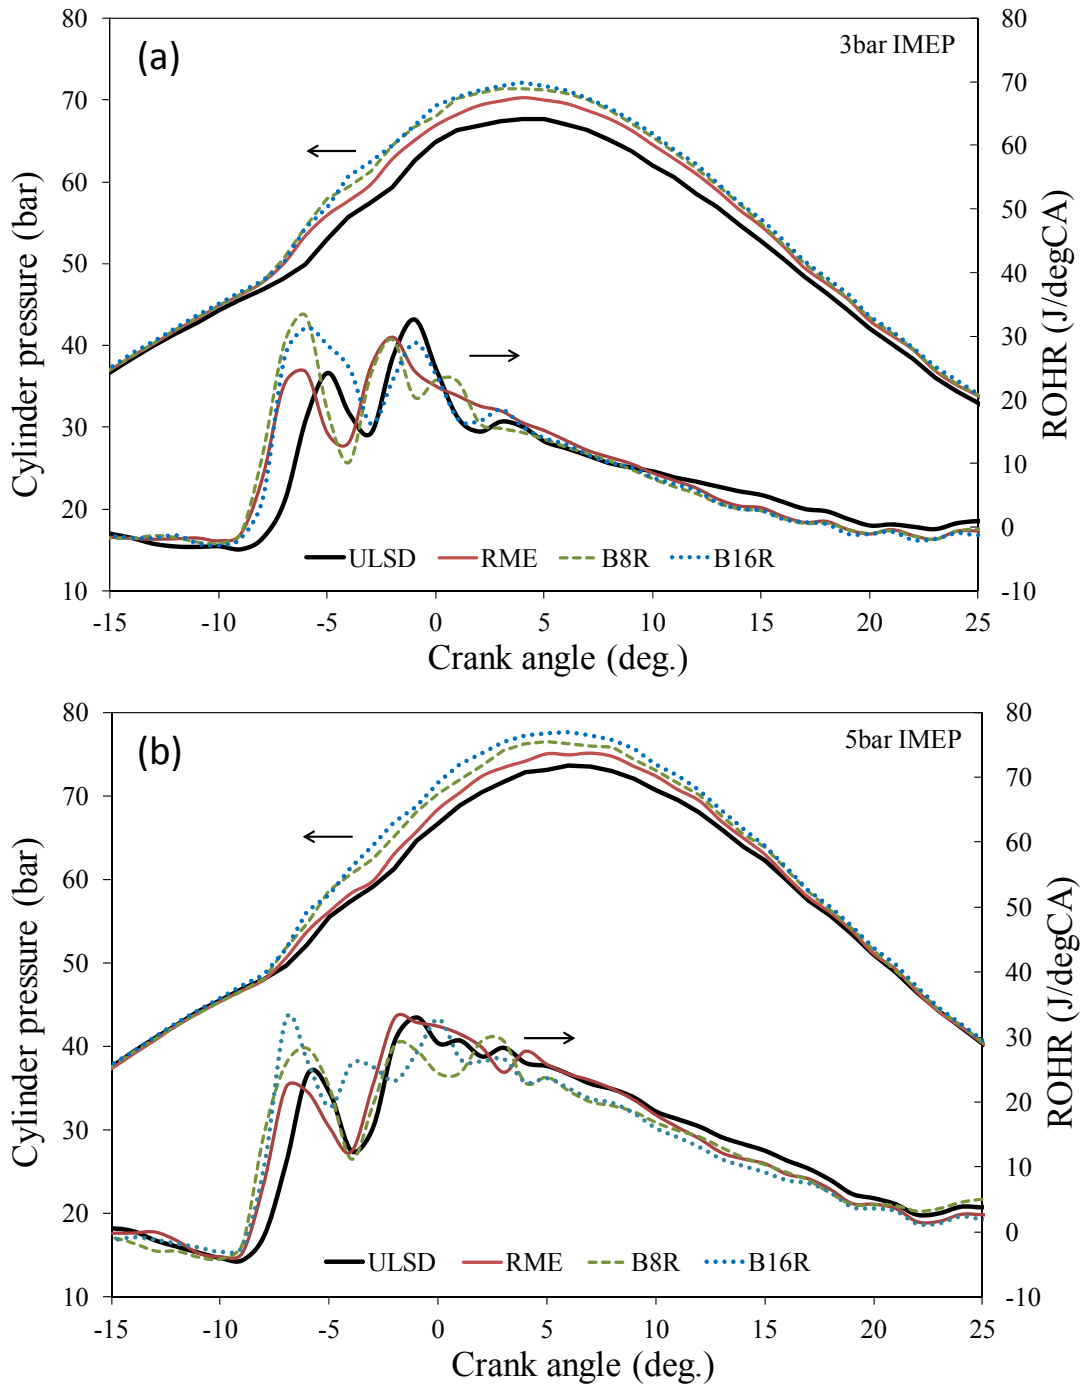 (a)
3bar IMEP
80
70
60
50
40
30
20
10
Cylinder pressure (bar)
80
70
60
50
40
30
20
10
0
-10
ROHR (J/degCA)
ULSD RME B8R B16R
-15 -10 -5 0 5 10 15 20 25
Crank angle (deg.)
(b)
5bar IMEP
80
70
60
50
40
30
20
10
Cylinder pressure (bar)
80
70
60
50
40
30
20
10
0
-10
ROHR (J/degCA)
ULSD RME B8R B16R
-15 -10 -5 0 5 10 15 20 25
Crank angle (deg.)